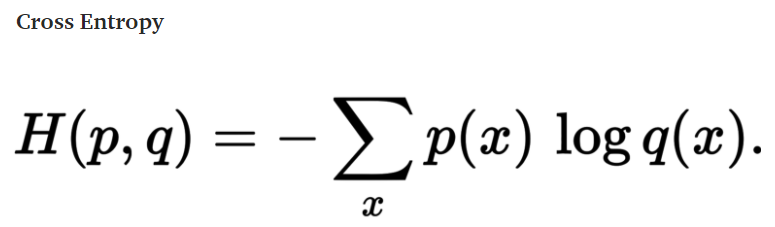 Cross Entropy
H(p, q) = − ∑ p(x) log q(x).
x